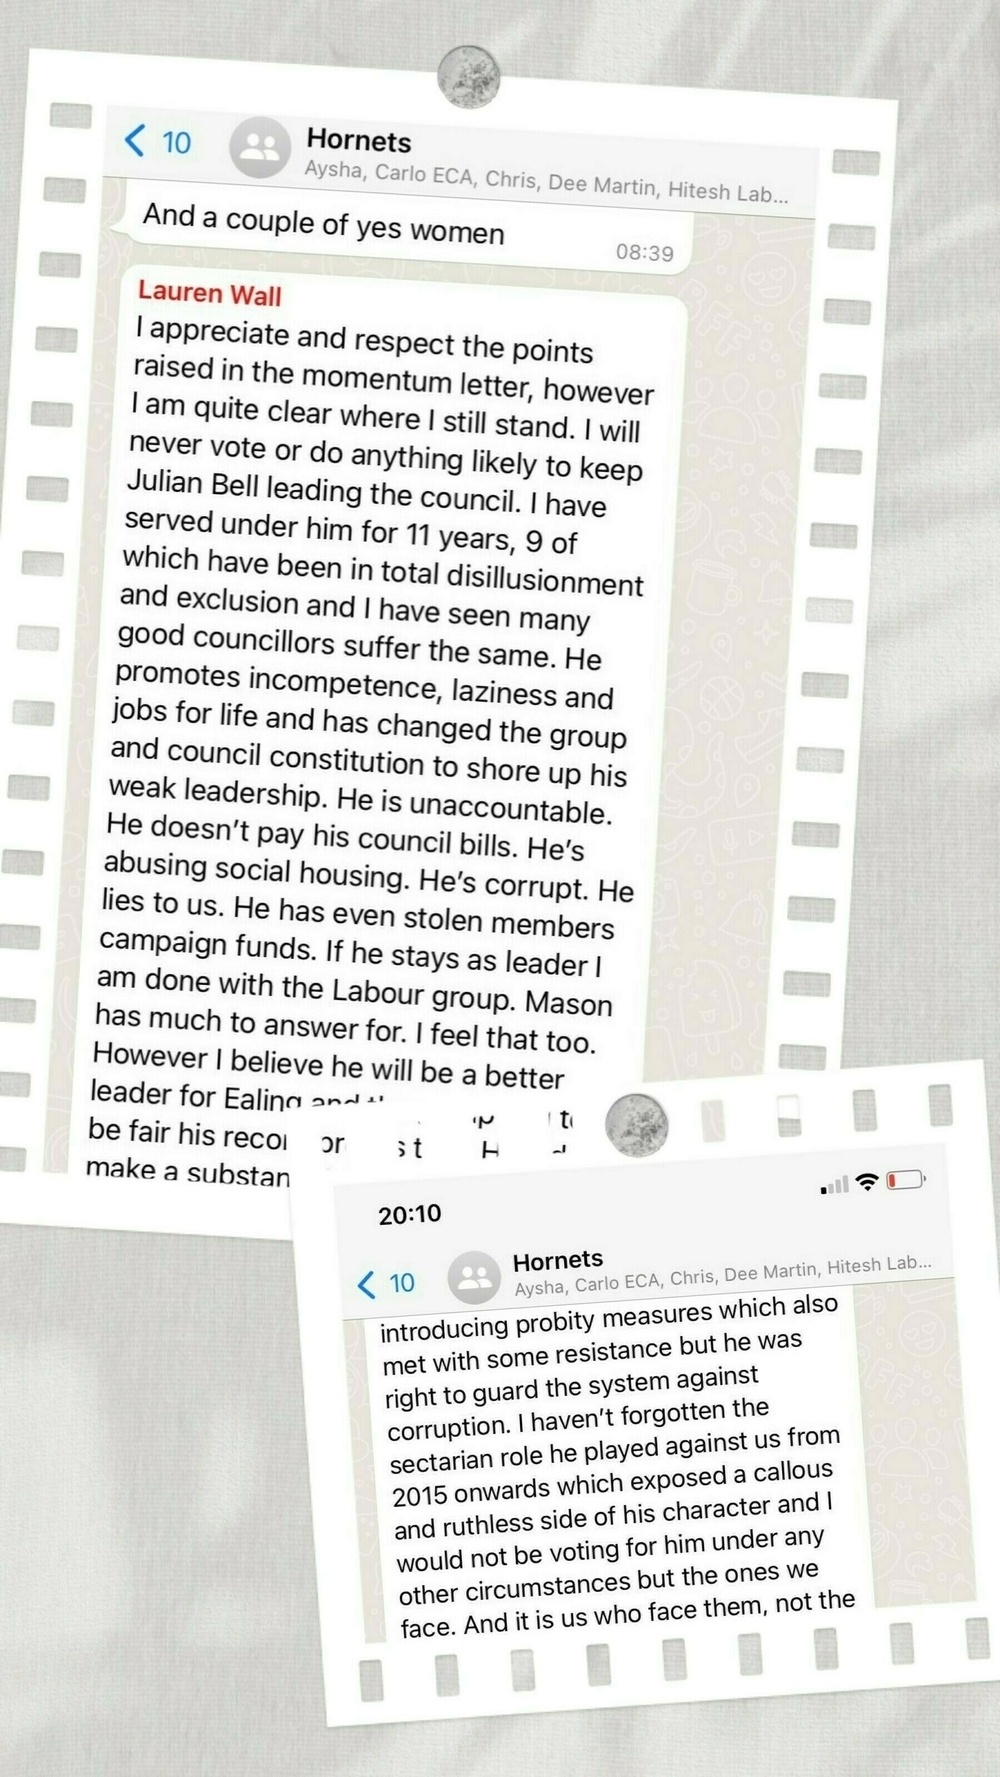 10
Hornets
Aysha, Carlo ECA, Chris, Dee Martin, Hitesh Lab...
And a couple of yes women
08:39
Lauren Wall
I appreciate and respect the points
raised in the momentum letter, however
I am quite clear where I still stand. I will
never vote or do anything likely to keep
Julian Bell leading the council. I have
served under him for 11 years, 9 of
which have been in total disillusionment
and exclusion and I have seen many
good councillors suffer the same. He
promotes incompetence, laziness and
jobs for life and has changed the group
and council constitution to shore up his
weak leadership. He is unaccountable.
He doesn't pay his council bills. He's
abusing social housing. He's corrupt. He
lies to us. He has even stolen members
campaign funds. If he stays as leader I
am done with the Labour group. Mason
has much to answer for. I feel that too.
However I believe he will be a better
leader for Ealing and
be fair his
make a
20:10
10
Hornets
Aysha, Carlo ECA, Chris, Dee Martin, Hitesh Lab...
introducing probity measures which also
met with some resistance but he was
right to guard the system against
corruption. I haven't forgotten the
sectarian role he played against us from
2015 onwards which exposed a callous
and ruthless side of his character and I
would not be voting for him under any
other circumstances but the ones we
face. And it is us who face them, not the